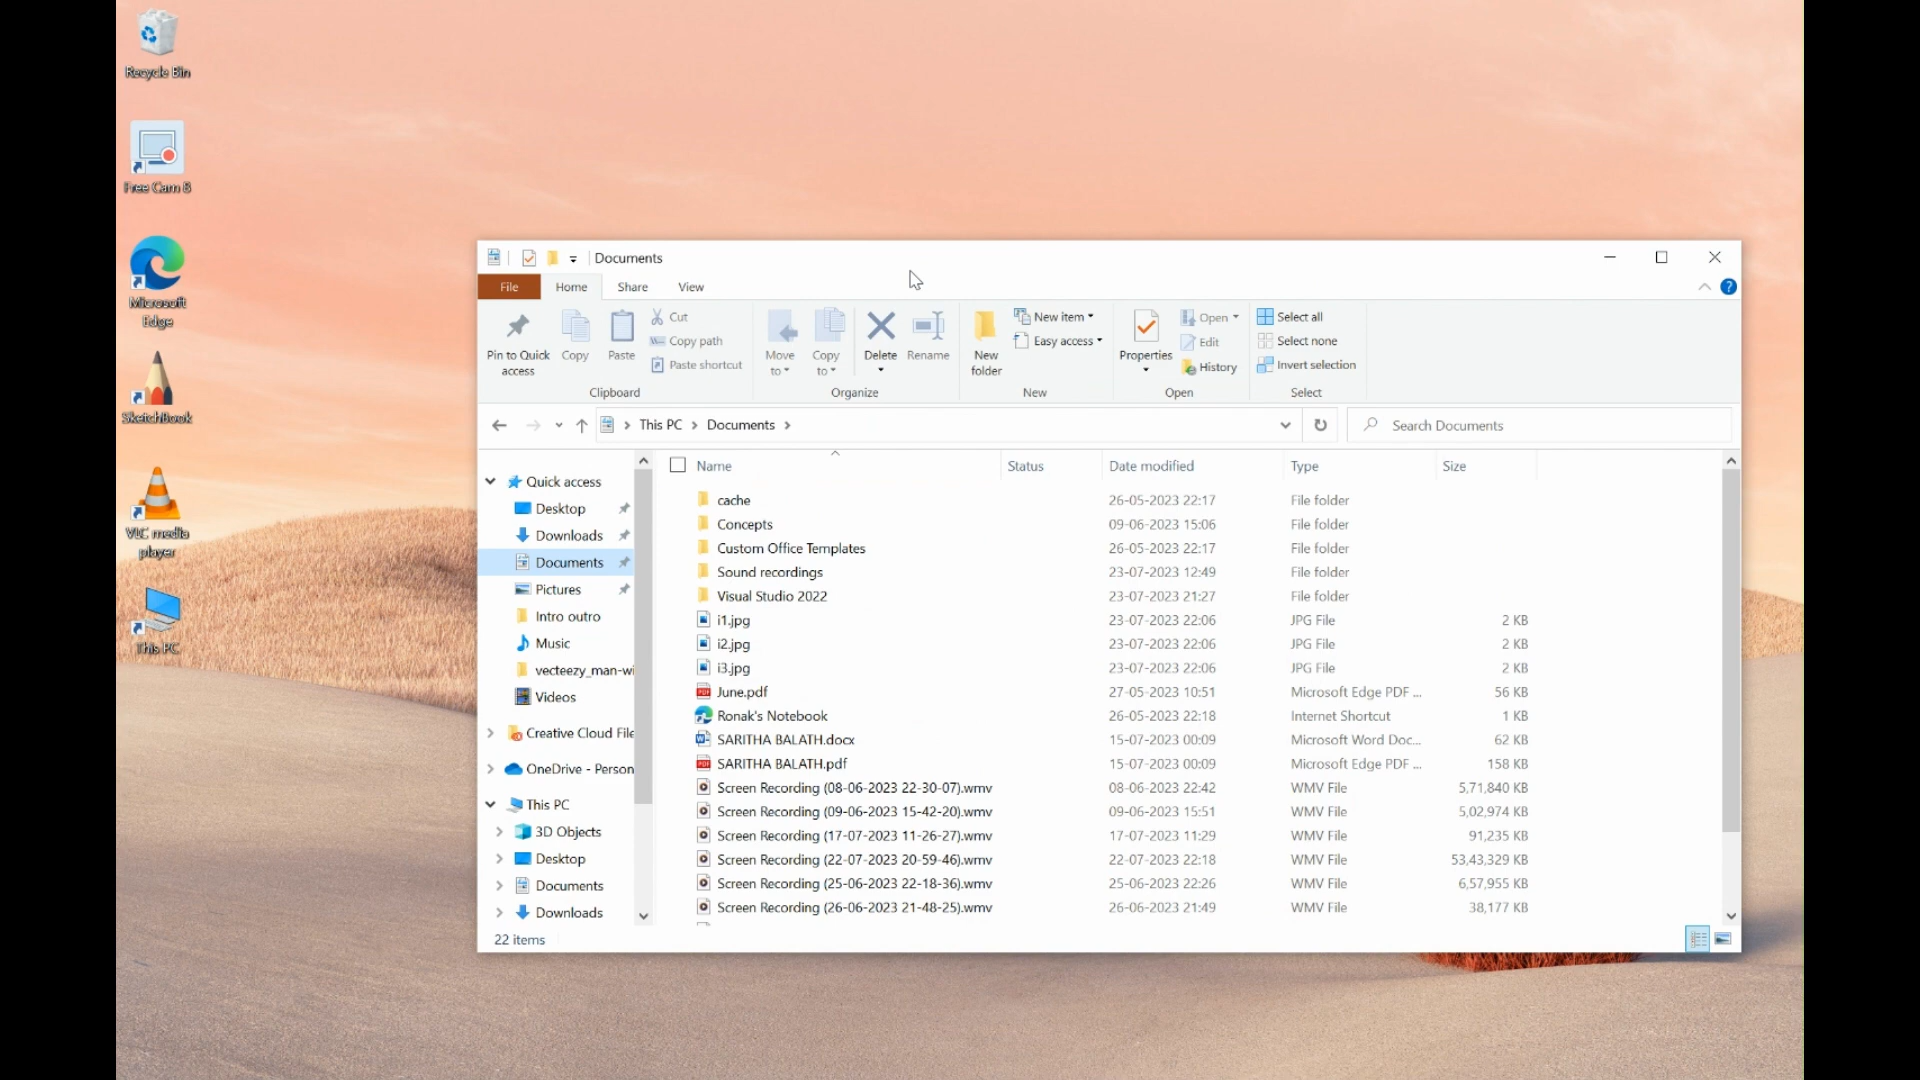 Recycle Bin
Free Cam 8
Microsoft
Edge
SketchBook
VLC media
player
This PC
Documents
File
Home
Share
View
Pin to Quick
access
Copy
Paste
Cut
Copy path
Paste shortcut
Clipboard
Move
to
Copy
to
Delete
Rename
Organize
New
folder
New item
Easy access
New
Properties
Open
Edit
History
Open
Select all
Select none
Invert selection
Select
This PC > Documents >
Search Documents
Quick access
Desktop
Downloads
Documents
Pictures
Intro outro
Music
vecteezy_man-wi
Videos
Creative Cloud File
OneDrive - Person
This PC
3D Objects
Desktop
Documents
Downloads
Name Status Date modified Type Size
cache 26-05-2023 22:17 File folder
Concepts 09-06-2023 15:06 File folder
Custom Office Templates 26-05-2023 22:17 File folder
Sound recordings 23-07-2023 12:49 File folder
Visual Studio 2022 23-07-2023 21:27 File folder
i1.jpg 23-07-2023 22:06 JPG File 2 KB
i2.jpg 23-07-2023 22:06 JPG File 2 KB
i3.jpg 23-07-2023 22:06 JPG File 2 KB
June.pdf 27-05-2023 10:51 Microsoft Edge PDF ... 56 KB
Ronak's Notebook 26-05-2023 22:18 Internet Shortcut 1 KB
SARITHA BALATH.docx 15-07-2023 00:09 Microsoft Word Doc... 62 KB
SARITHA BALATH.pdf 15-07-2023 00:09 Microsoft Edge PDF ... 158 KB
Screen Recording (08-06-2023 22-30-07).wmv 08-06-2023 22:42 WMV File 5,71,840 KB
Screen Recording (09-06-2023 15-42-20).wmv 09-06-2023 15:51 WMV File 5,02,974 KB
Screen Recording (17-07-2023 11-26-27).wmv 17-07-2023 11:29 WMV File 91,235 KB
Screen Recording (22-07-2023 20-59-46).wmv 22-07-2023 22:18 WMV File 53,43,329 KB
Screen Recording (25-06-2023 22-18-36).wmv 25-06-2023 22:26 WMV File 6,57,955 KB
Screen Recording (26-06-2023 21-48-25).wmv 26-06-2023 21:49 WMV File 38,177 KB
22 items